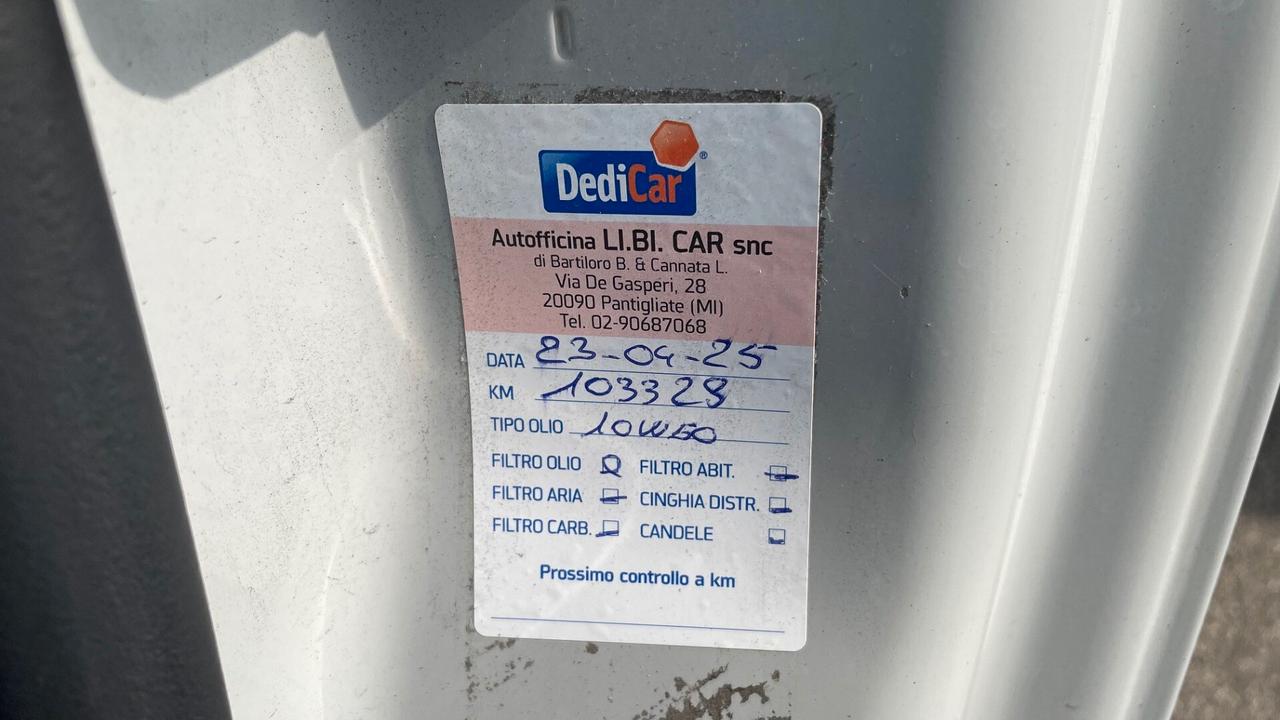 DediCar®
Autofficina LI.BI. CAR snc
di Bartiloro B. & Cannata L.
Via De Gasperi, 28
20090 Pantigliate (MI)
Tel. 02-90687068
DATA 23-04-25
KM 103329
TIPO OLIO 10W60
FILTRO OLIO FILTRO ABIT.
FILTRO ARIA CINGHIA DISTR.
FILTRO CARB. CANDELE
Prossimo controllo a km